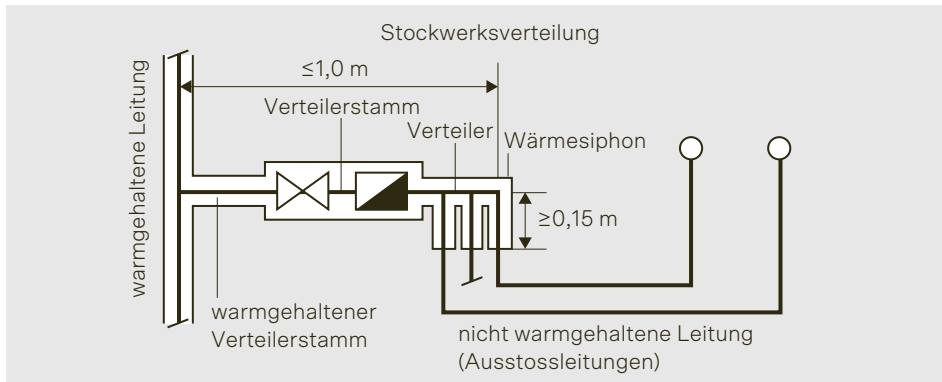 Stockwerksverteilung
≤1,0 m
warmgehaltene Leitung
Verteilerstamm
Verteiler
Wärmesiphon
≥0,15 m
warmgehaltener
Verteilerstamm
nicht warmgehaltene Leitung
(Ausstossleitungen)